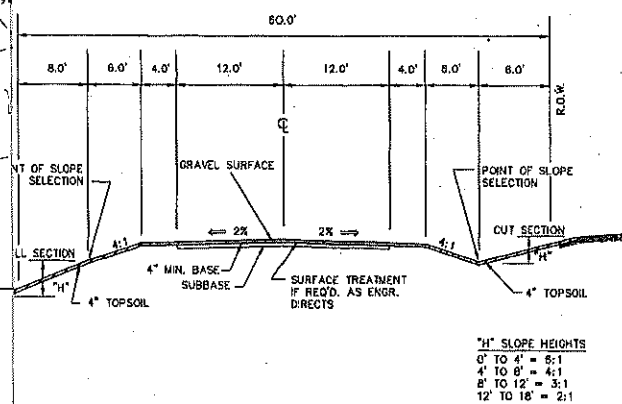 60.0'
8.0' 6.0' 4.0' 12.0' 12.0' 4.0' 6.0' 8.0'
R.O.W.
℄
GRAVEL SURFACE
NT OF SLOPE
SELECTION
POINT OF SLOPE
SELECTION
4:1
⇐ 2% 2% ⇒
4:1
CUT SECTION
LL SECTION
"H"
"H"
4" MIN. BASE
SUBBASE
SURFACE TREATMENT
IF REQ'D. AS ENGR.
DIRECTS
4" TOPSOIL
4" TOPSOIL
"H" SLOPE HEIGHTS
0' TO 4' = 6:1
4' TO 8' = 4:1
8' TO 12' = 3:1
12' TO 18' = 2:1